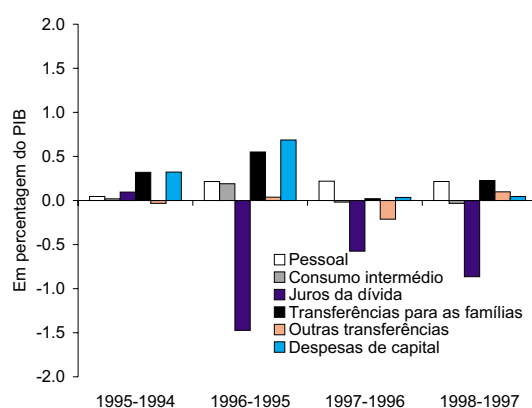 Em percentagem do PIB
2.0
1.5
1.0
0.5
0.0
-0.5
-1.0
-1.5
-2.0
Pessoal
Consumo intermédio
Juros da dívida
Transferências para as famílias
Outras transferências
Despesas de capital
1995-1994 1996-1995 1997-1996 1998-1997